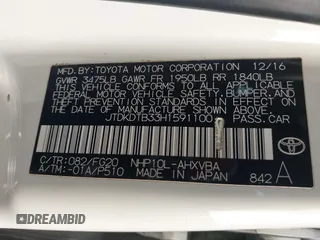 MFD.BY:TOYOTA MOTOR CORPORATION 12/16
GVWR 3475LB GAWR FR 1950LB RR 1840LB
THIS VEHICLE CONFORMS TO ALL APPLICABLE
FEDERAL MOTOR VEHICLE SAFETY, BUMPER, AND
THEFT PREVENTION STANDARDS IN EFFECT ON
THE DATE OF MANUFACTURE SHOWN ABOVE.
JTDKDTB33H1591100 PASS.CAR
C/TR:082/FG20 NHP10L-AHXVBA
A/TM:-01A/P510 MADE IN JAPAN 842 A
TOYOTA